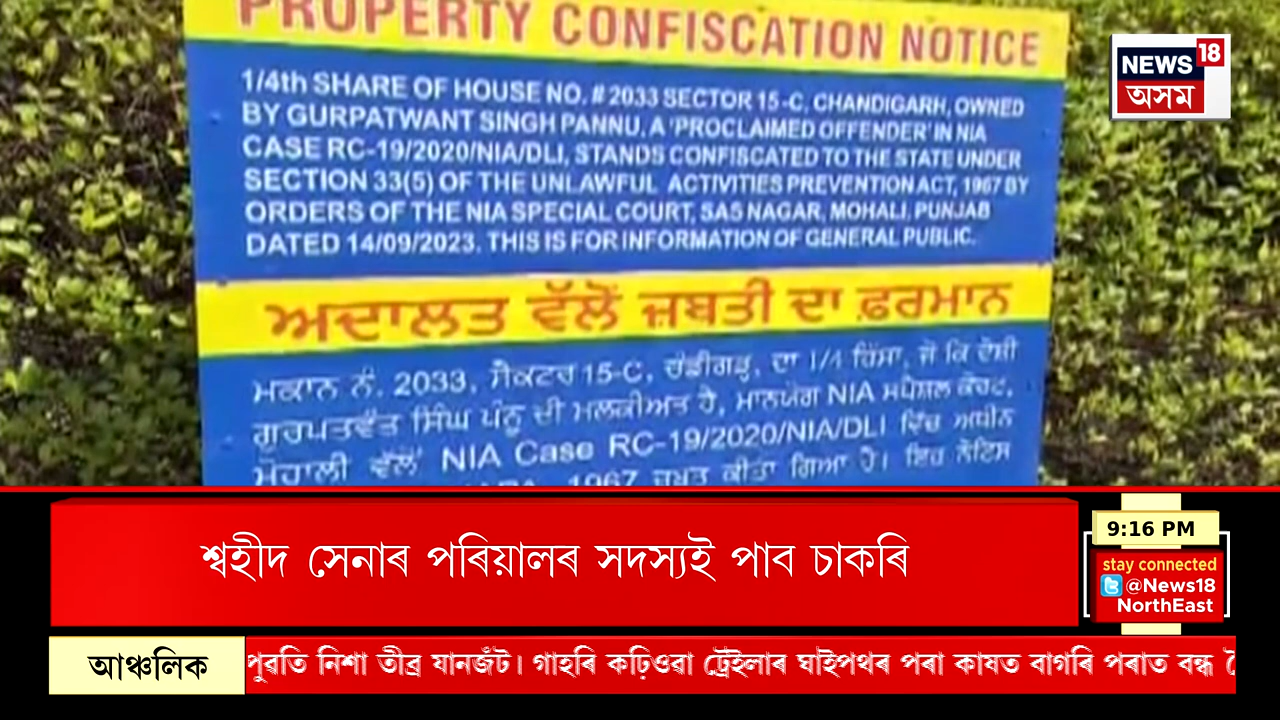 PROPERTY CONFISCATION NOTICE
1/4th SHARE OF HOUSE NO. # 2033 SECTOR 15-C, CHANDIGARH, OWNED
BY GURPATWANT SINGH PANNU, A 'PROCLAIMED OFFENDER' IN NIA
CASE RC-19/2020/NIA/DLI, STANDS CONFISCATED TO THE STATE UNDER
SECTION 33(5) OF THE UNLAWFUL ACTIVITIES PREVENTION ACT, 1967 BY
ORDERS OF THE NIA SPECIAL COURT, SAS NAGAR, MOHALI, PUNJAB
DATED 14/09/2023. THIS IS FOR INFORMATION OF GENERAL PUBLIC.
ਅਦਾਲਤ ਵੱਲੋਂ ਜ਼ਬਤੀ ਦਾ ਫ਼ਰਮਾਨ
ਮਕਾਨ ਨੰ. 2033, ਸੈਕਟਰ 15-C, ਚੰਡੀਗੜ੍ਹ, ਦਾ 1/4 ਹਿੱਸਾ, ਜੋ ਕਿ ਦੋਸ਼ੀ
ਗੁਰਪਤਵੰਤ ਸਿੰਘ ਪੰਨੂ ਦੀ ਮਲਕੀਅਤ ਹੈ, ਮਾਨਯੋਗ NIA ਸਪੈਸ਼ਲ ਕੋਰਟ,
ਮੋਹਾਲੀ ਵੱਲੋਂ NIA Case RC-19/2020/NIA/DLI ਵਿੱਚ ਅਧੀਨ
1967 ਜ਼ਬਤ ਕੀਤਾ ਗਿਆ ਹੈ। ਇਹ ਨੋਟਿਸ
NEWS 18
অসম
শ্বহীদ সেনাৰ পৰিয়ালৰ সদস্যই পাব চাকৰি
9:16 PM
stay connected
@News18
NorthEast
আঞ্চলিক
পুৱতি নিশা তীব্ৰ যানজঁট। গাহৰি কঢ়িওৱা ট্ৰেইলাৰ ঘাইপথৰ পৰা কাষত বাগৰি পৰাত বন্ধ